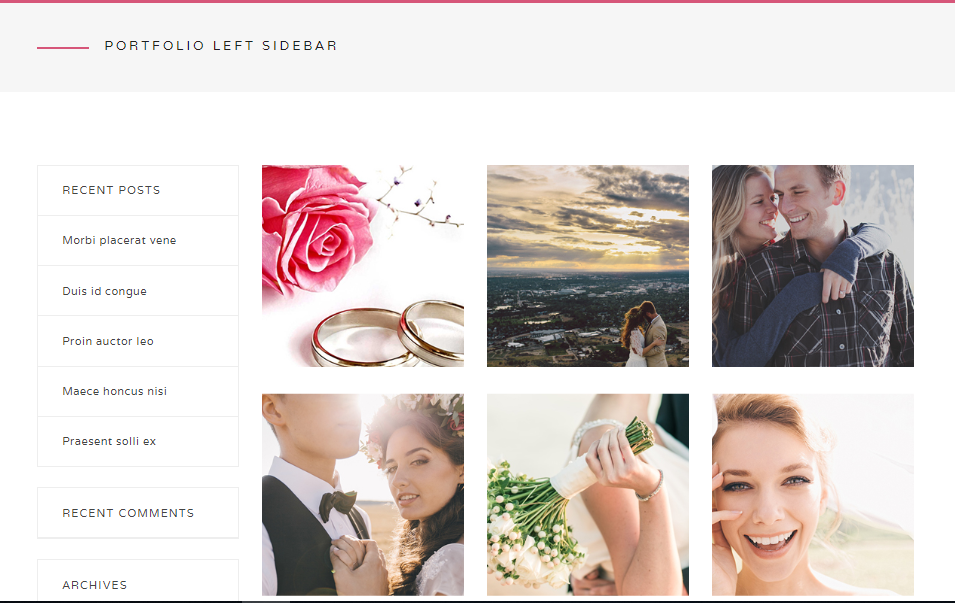 PORTFOLIO LEFT SIDEBAR
RECENT POSTS
Morbi placerat vene
Duis id congue
Proin auctor leo
Maece honcus nisi
Praesent solli ex
RECENT COMMENTS
ARCHIVES